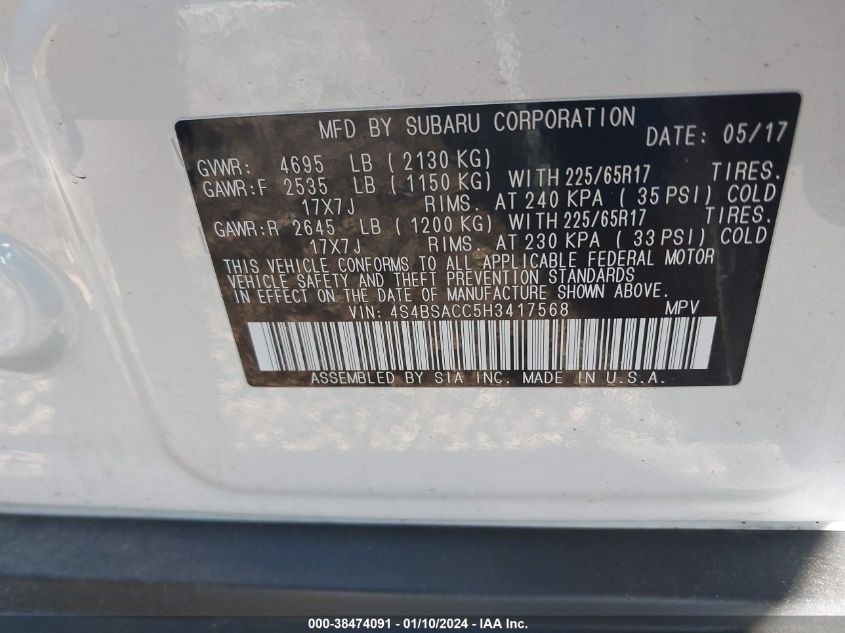 MFD BY SUBARU CORPORATION DATE: 05/17
GVWR: 4695 LB (2130 KG)
GAWR:F 2535 LB (1150 KG) WITH 225/65R17 TIRES.
17X7J RIMS. AT 240 KPA (35 PSI) COLD
GAWR:R 2645 LB (1200 KG) WITH 225/65R17 TIRES.
17X7J RIMS. AT 230 KPA (33 PSI) COLD
THIS VEHICLE CONFORMS TO ALL APPLICABLE FEDERAL MOTOR
VEHICLE SAFETY AND THEFT PREVENTION STANDARDS
IN EFFECT ON THE DATE OF MANUFACTURE SHOWN ABOVE.
VIN: 4S4BSACC5H3417568 MPV
ASSEMBLED BY SIA INC. MADE IN U.S.A.
000-38474091 - 01/10/2024 - IAA Inc.